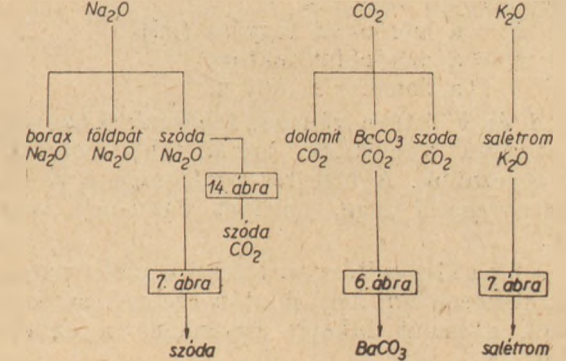 Na₂O CO₂ K₂O
borax földpát szóda dolomit BaCO₃ szóda salétrom
Na₂O Na₂O Na₂O CO₂ CO₂ CO₂ K₂O
14. ábra
szóda
CO₂
7. ábra 6. ábra 7. ábra
szóda BaCO₃ salétrom